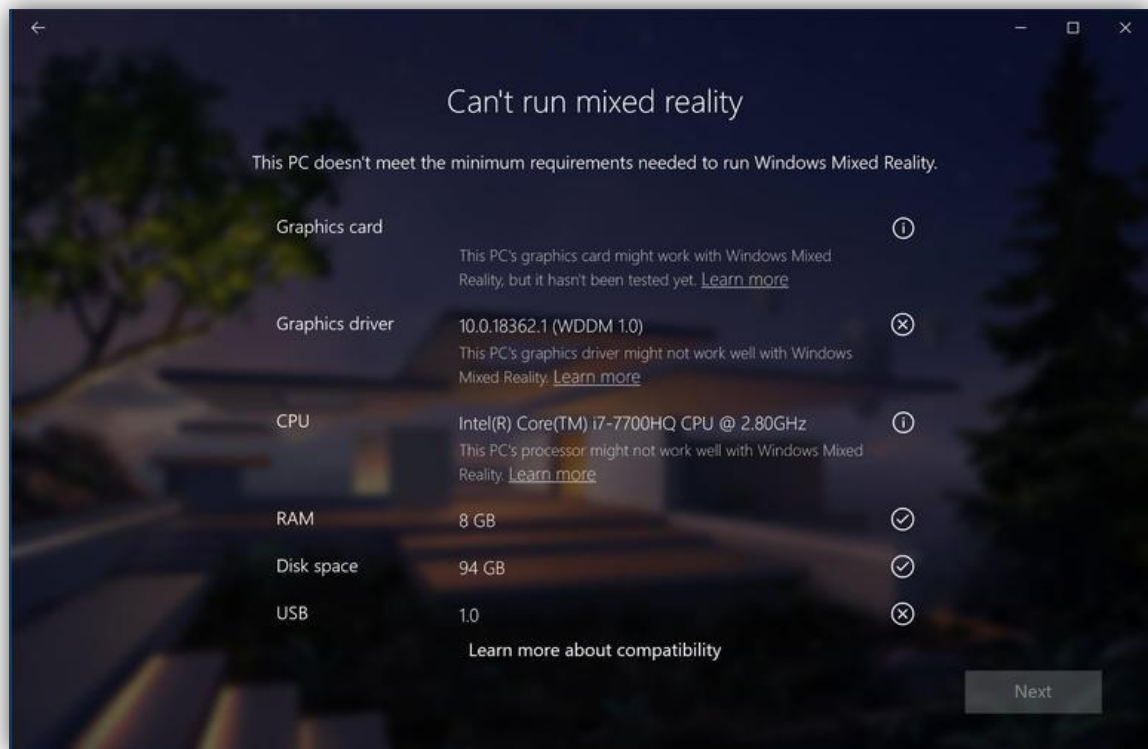 Can't run mixed reality
This PC doesn't meet the minimum requirements needed to run Windows Mixed Reality.
Graphics card
This PC's graphics card might work with Windows Mixed
Reality, but it hasn't been tested yet. Learn more
Graphics driver 10.0.18362.1 (WDDM 1.0)
This PC's graphics driver might not work well with Windows
Mixed Reality. Learn more
CPU Intel(R) Core(TM) i7-7700HQ CPU @ 2.80GHz
This PC's processor might not work well with Windows Mixed
Reality. Learn more
RAM 8 GB
Disk space 94 GB
USB 1.0
Learn more about compatibility
Next